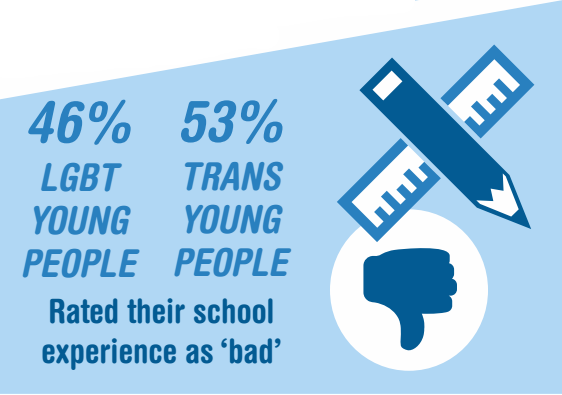 46% 53%
LGBT TRANS
YOUNG YOUNG
PEOPLE PEOPLE
Rated their school
experience as ‘bad’